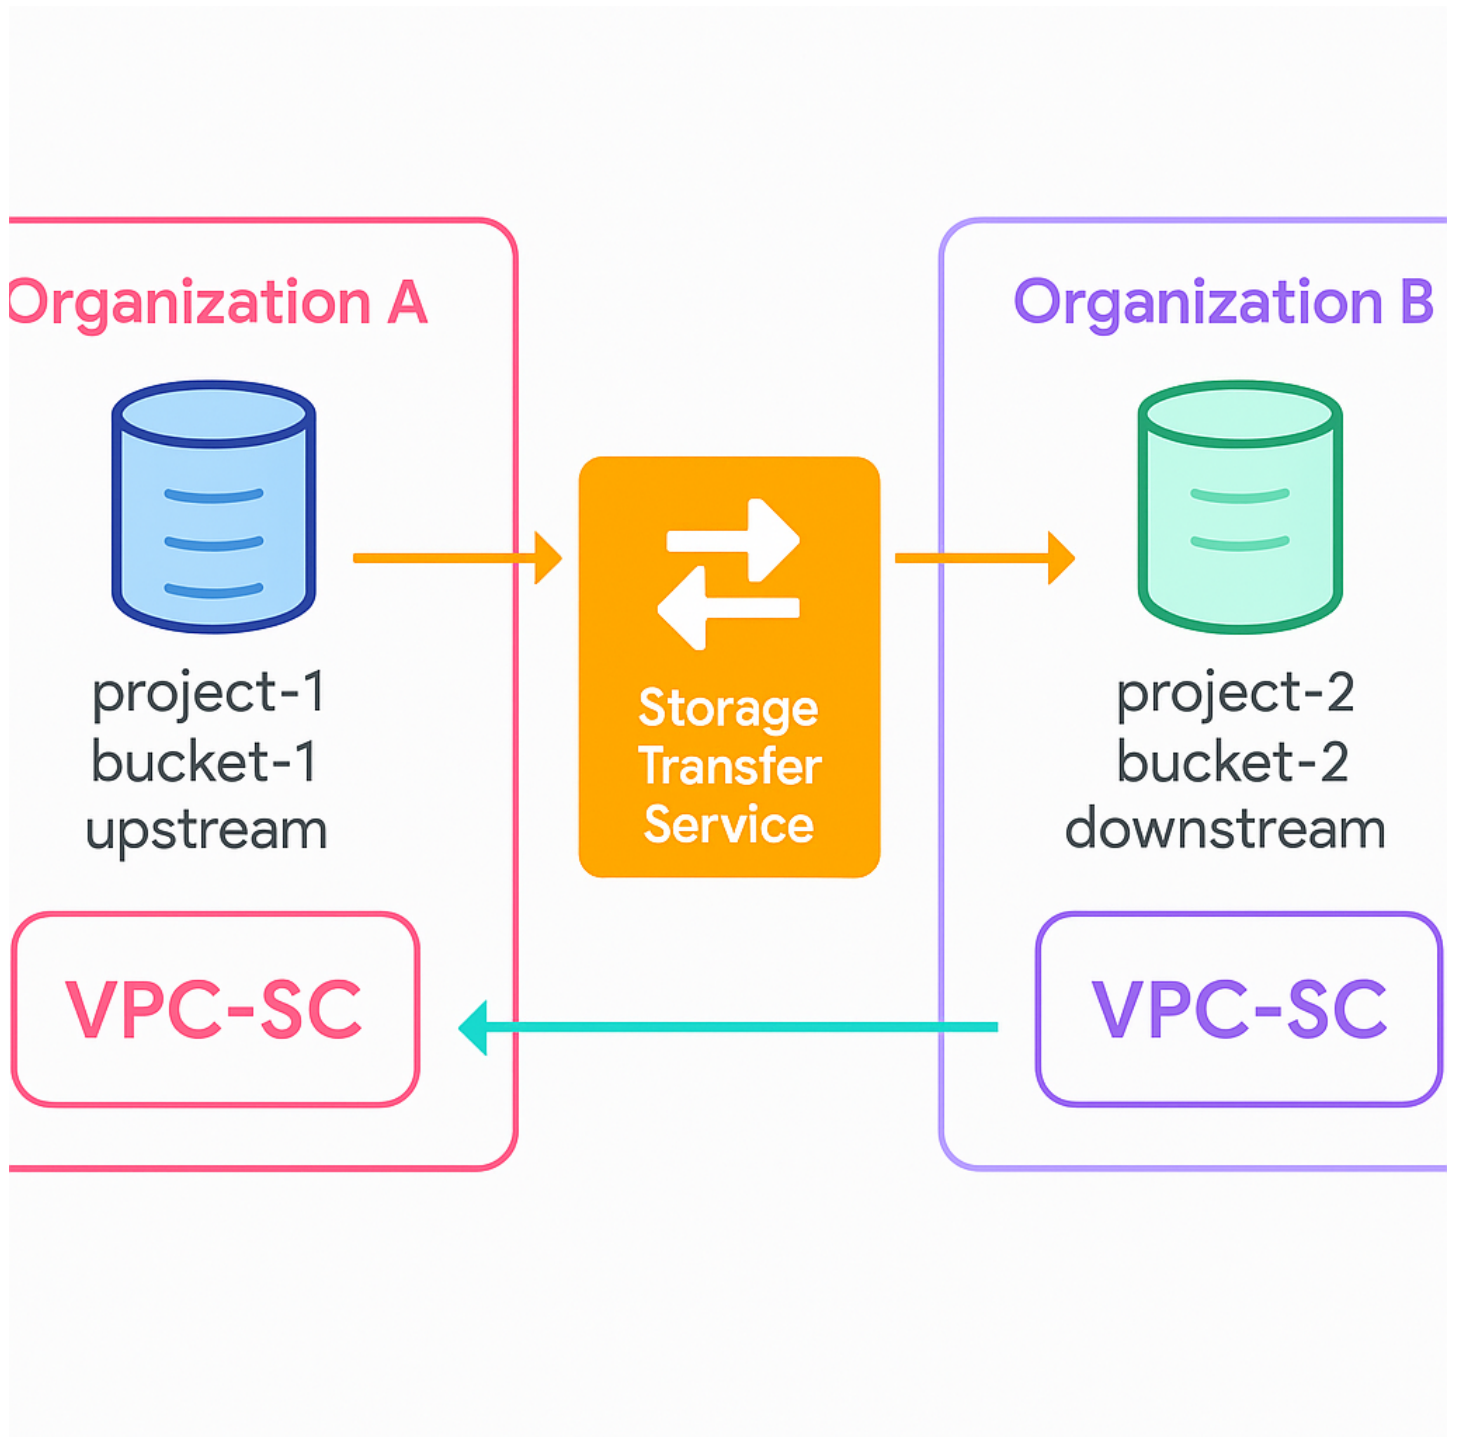 Organization A
project-1
bucket-1
upstream
VPC-SC
Storage
Transfer
Service
Organization B
project-2
bucket-2
downstream
VPC-SC